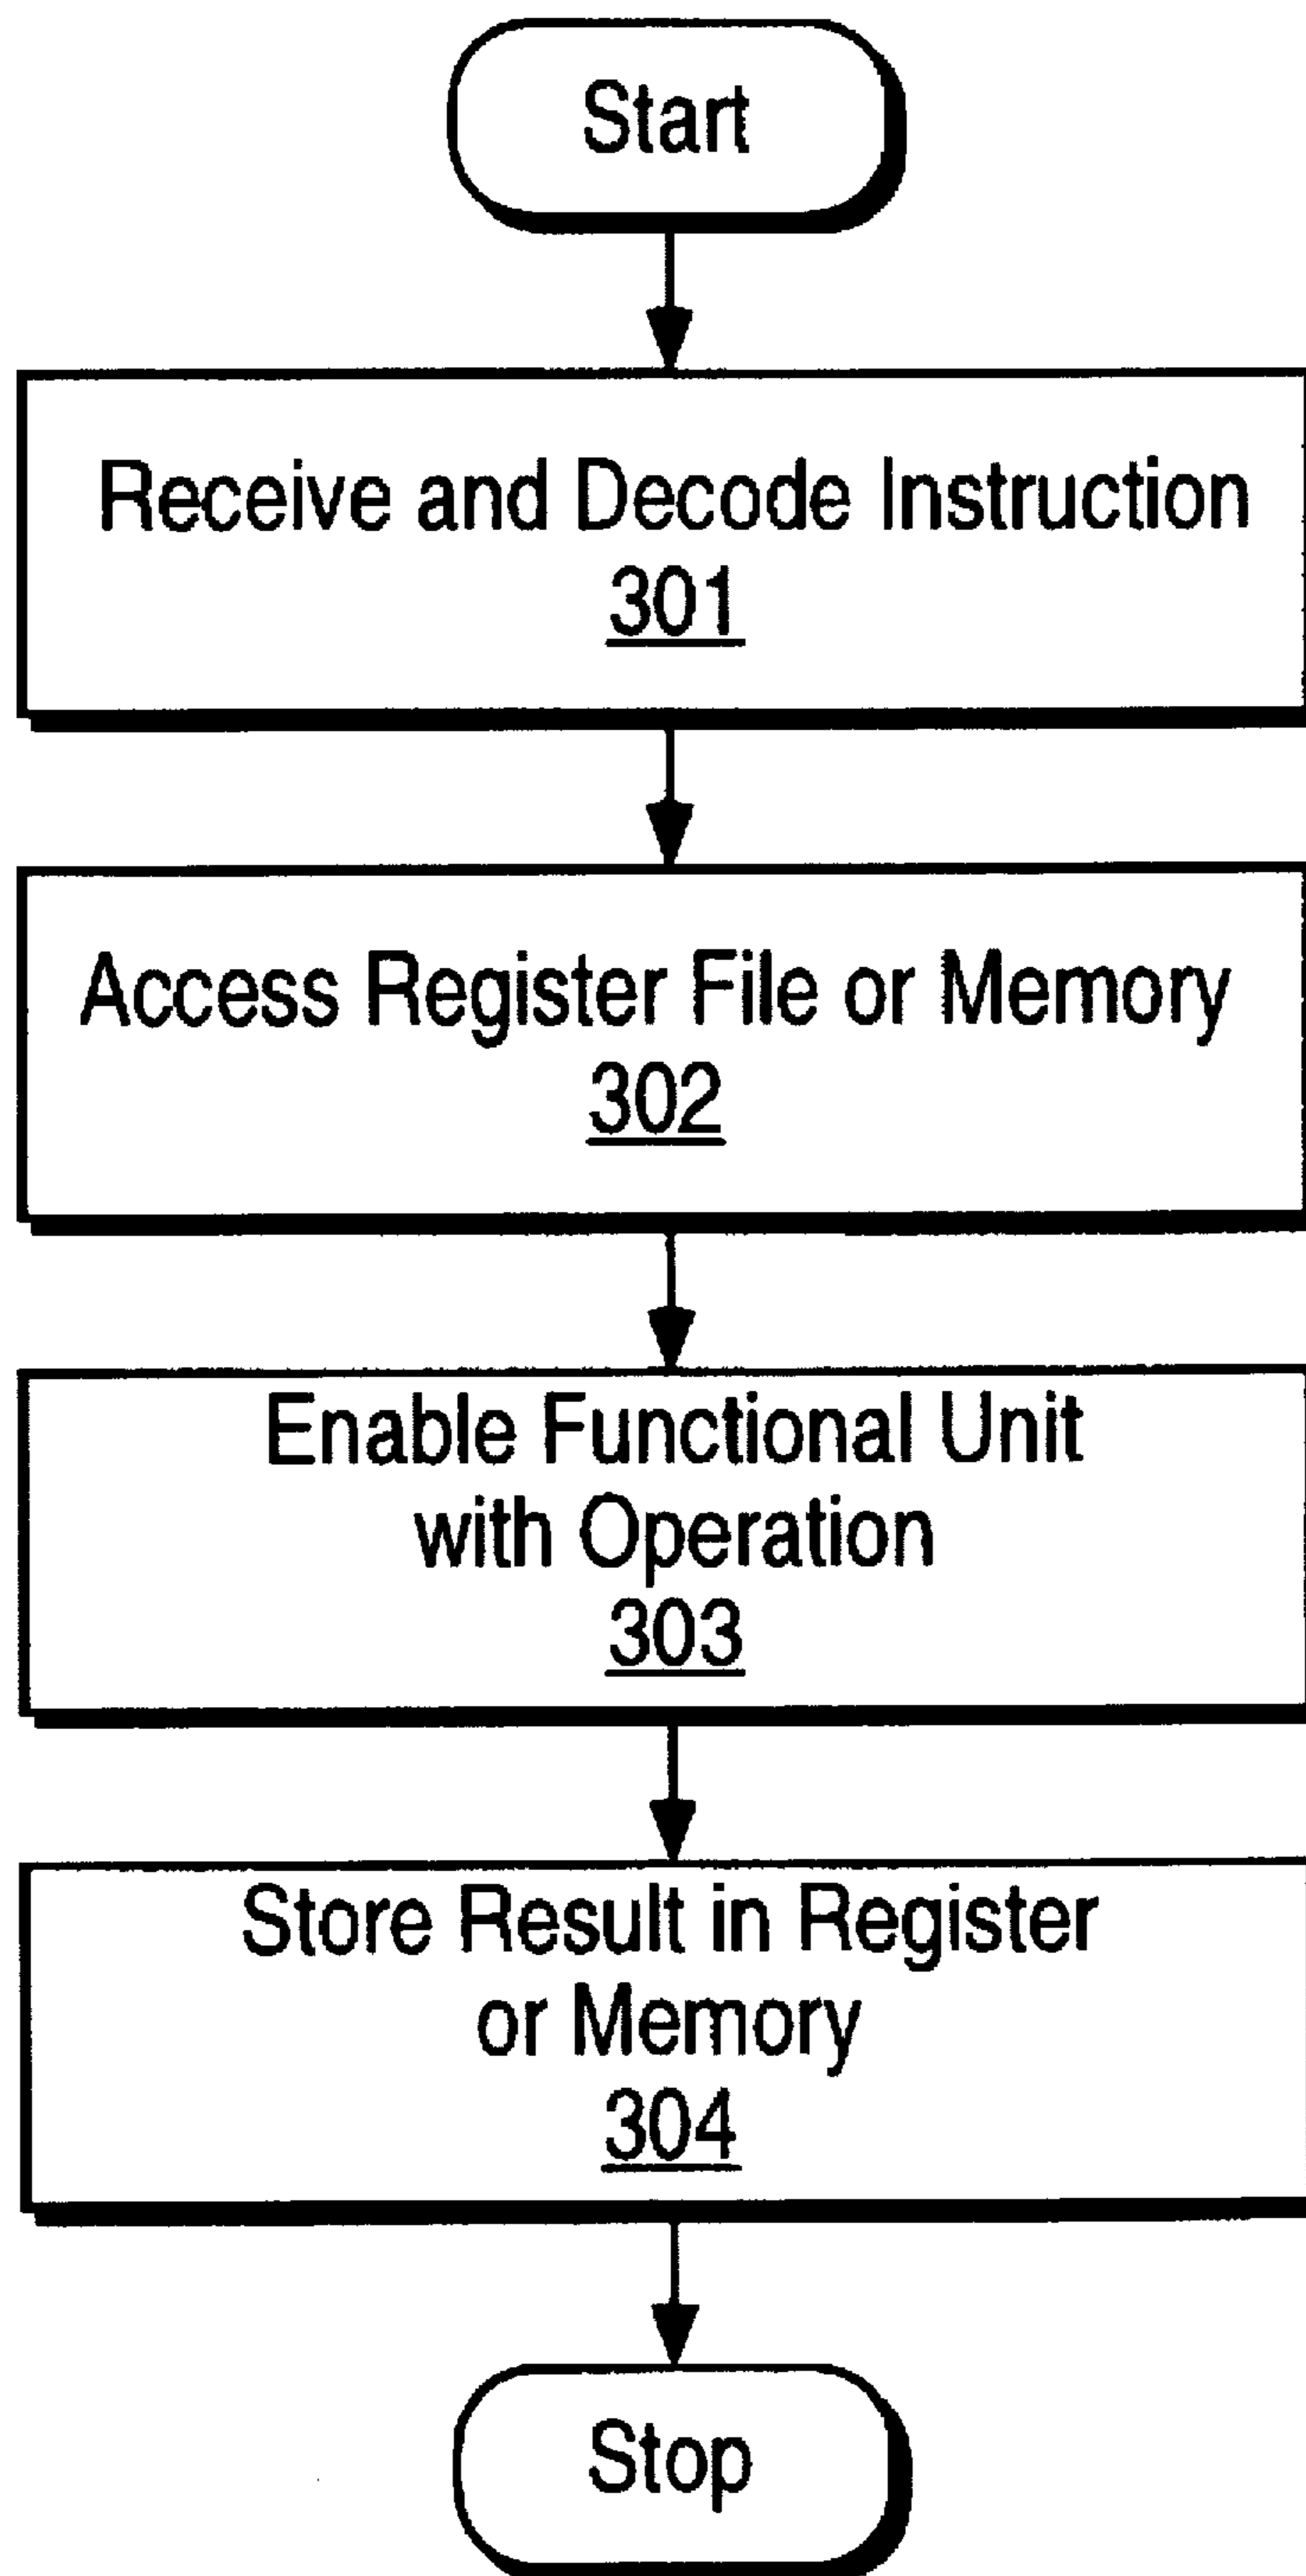 Start
Receive and Decode Instruction
301
Access Register File or Memory
302
Enable Functional Unit
with Operation
303
Store Result in Register
or Memory
304
Stop